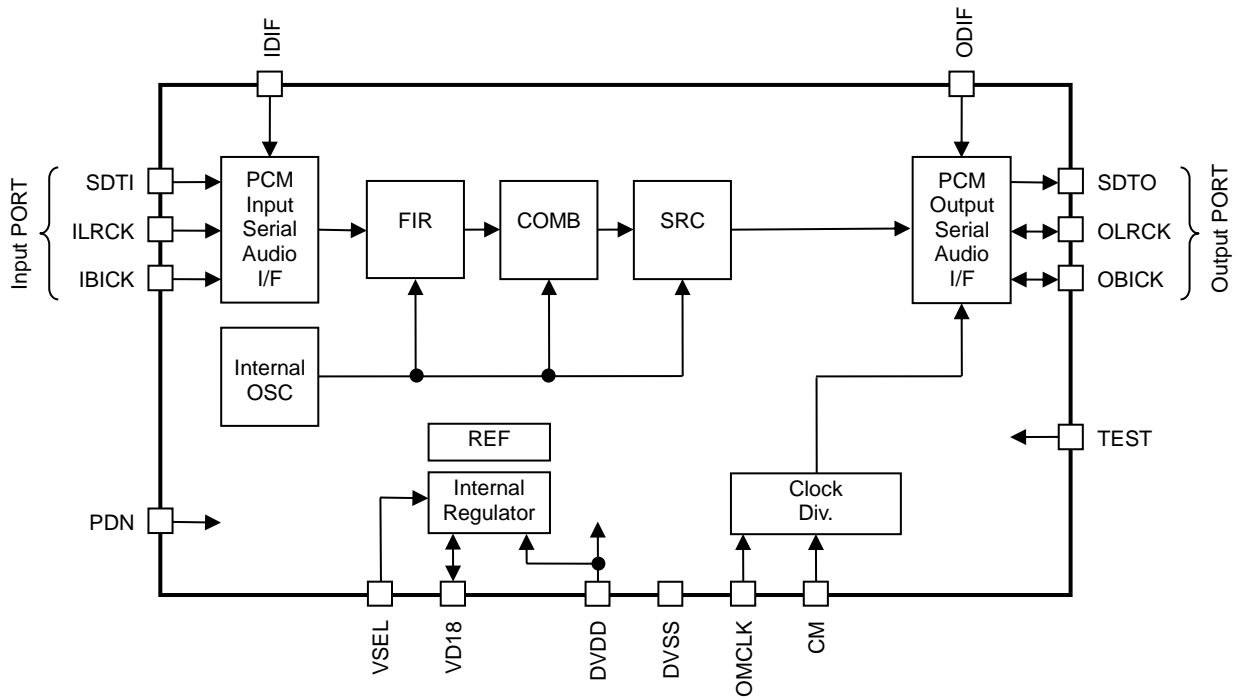 IDIF
ODIF
Input PORT
SDTI
ILRCK
IBICK
PCM
Input
Serial
Audio
I/F
FIR
COMB
SRC
PCM
Output
Serial
Audio
I/F
SDTO
OLRCK
OBICK
Output PORT
Internal
OSC
REF
TEST
Internal
Regulator
Clock
Div.
PDN
VSEL
VD18
DVDD
DVSS
OMCLK
CM